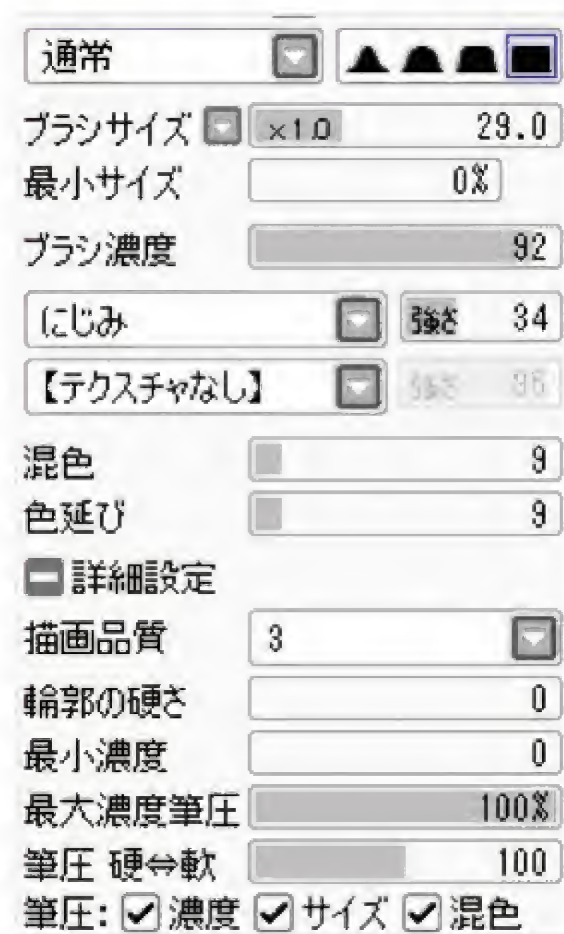 通常
ブラシサイズ ×1.0 29.0
最小サイズ 0%
ブラシ濃度 92
にじみ 強さ 34
【テクスチャなし】 強さ 96
混色 9
色延び 9
詳細設定
描画品質 3
輪郭の硬さ 0
最小濃度 0
最大濃度筆圧 100%
筆圧 硬⇔軟 100
筆圧: 濃度 サイズ 混色